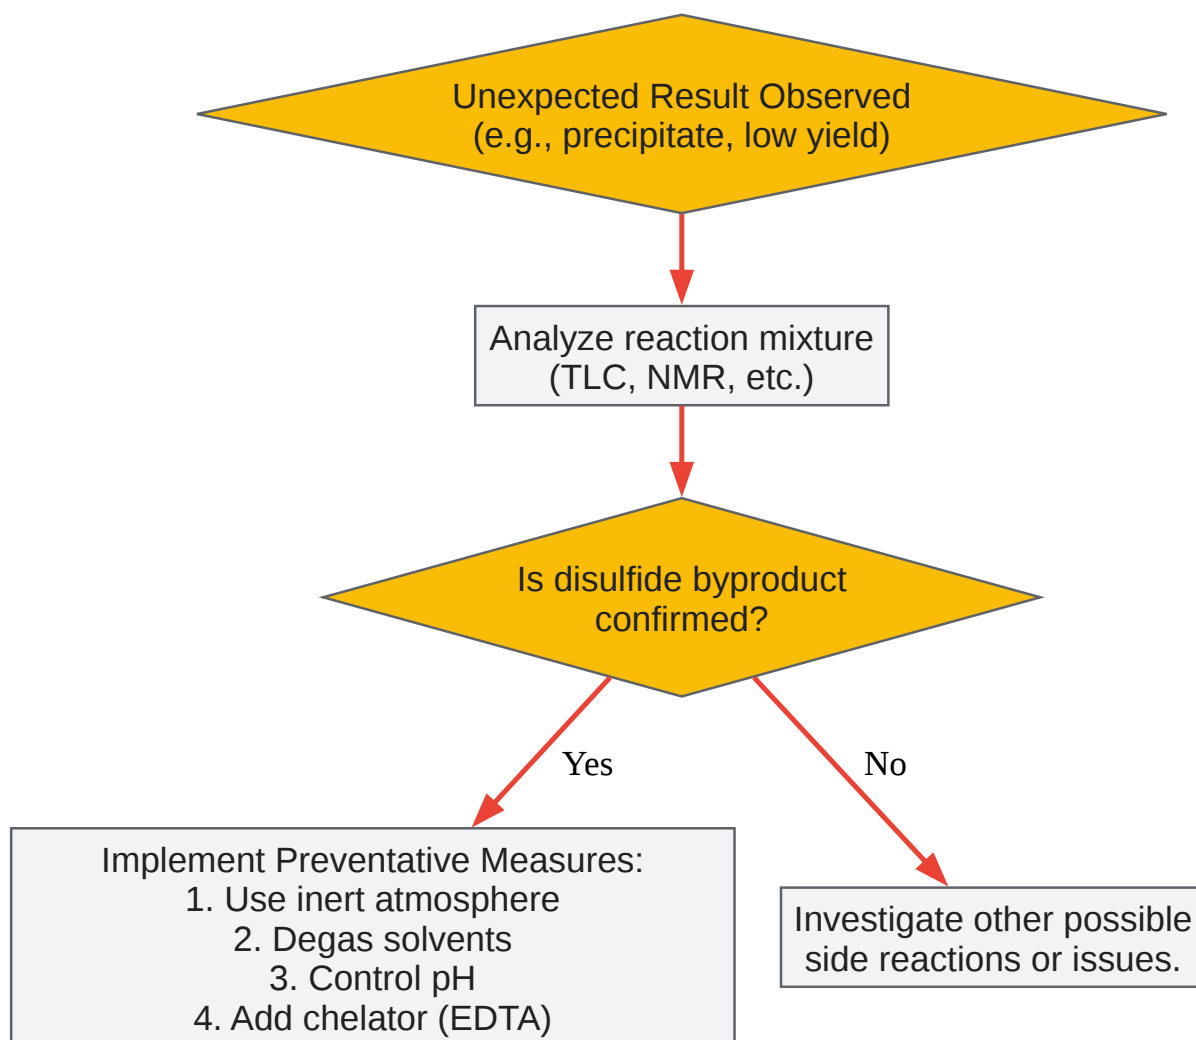 Unexpected Result Observed
(e.g., precipitate, low yield)
Analyze reaction mixture
(TLC, NMR, etc.)
Is disulfide byproduct
confirmed?
Yes
No
Implement Preventative Measures:
1. Use inert atmosphere
2. Degas solvents
3. Control pH
4. Add chelator (EDTA)
Investigate other possible
side reactions or issues.